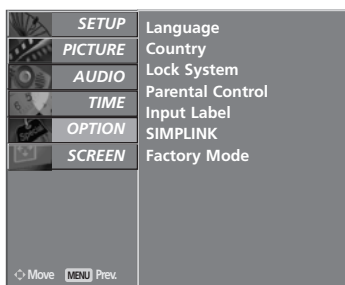 SETUP
PICTURE
AUDIO
TIME
OPTION
SCREEN
Move MENU Prev.
Language
Country
Lock System
Parental Control
Input Label
SIMPLINK
Factory Mode